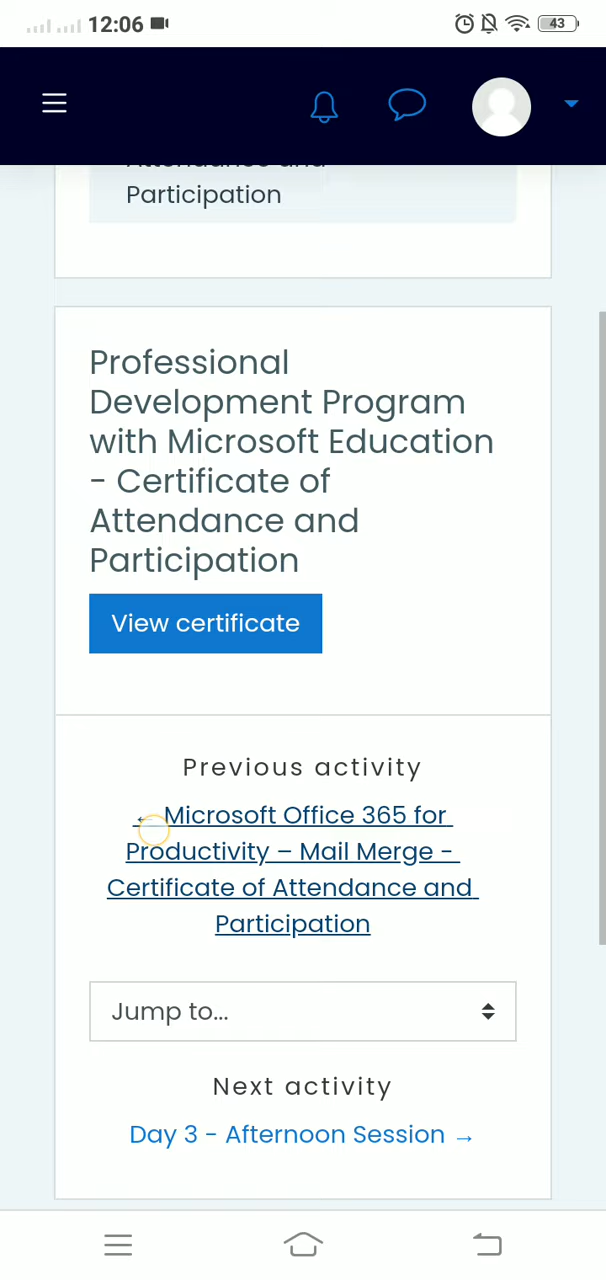 12:06
43
Attendance and
Participation
Professional
Development Program
with Microsoft Education
- Certificate of
Attendance and
Participation
View certificate
Previous activity
← Microsoft Office 365 for
Productivity – Mail Merge -
Certificate of Attendance and
Participation
Jump to...
Next activity
Day 3 - Afternoon Session →